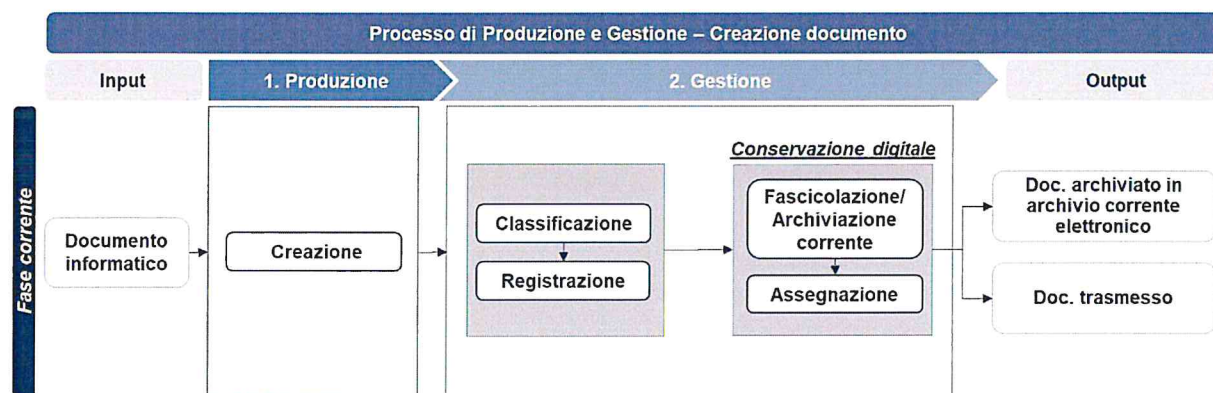 Processo di Produzione e Gestione – Creazione documento
Input
1. Produzione
2. Gestione
Output
Fase corrente
Documento
informatico
Creazione
Classificazione
Registrazione
Conservazione digitale
Fascicolazione/
Archiviazione
corrente
Assegnazione
Doc. archiviato in
archivio corrente
elettronico
Doc. trasmesso